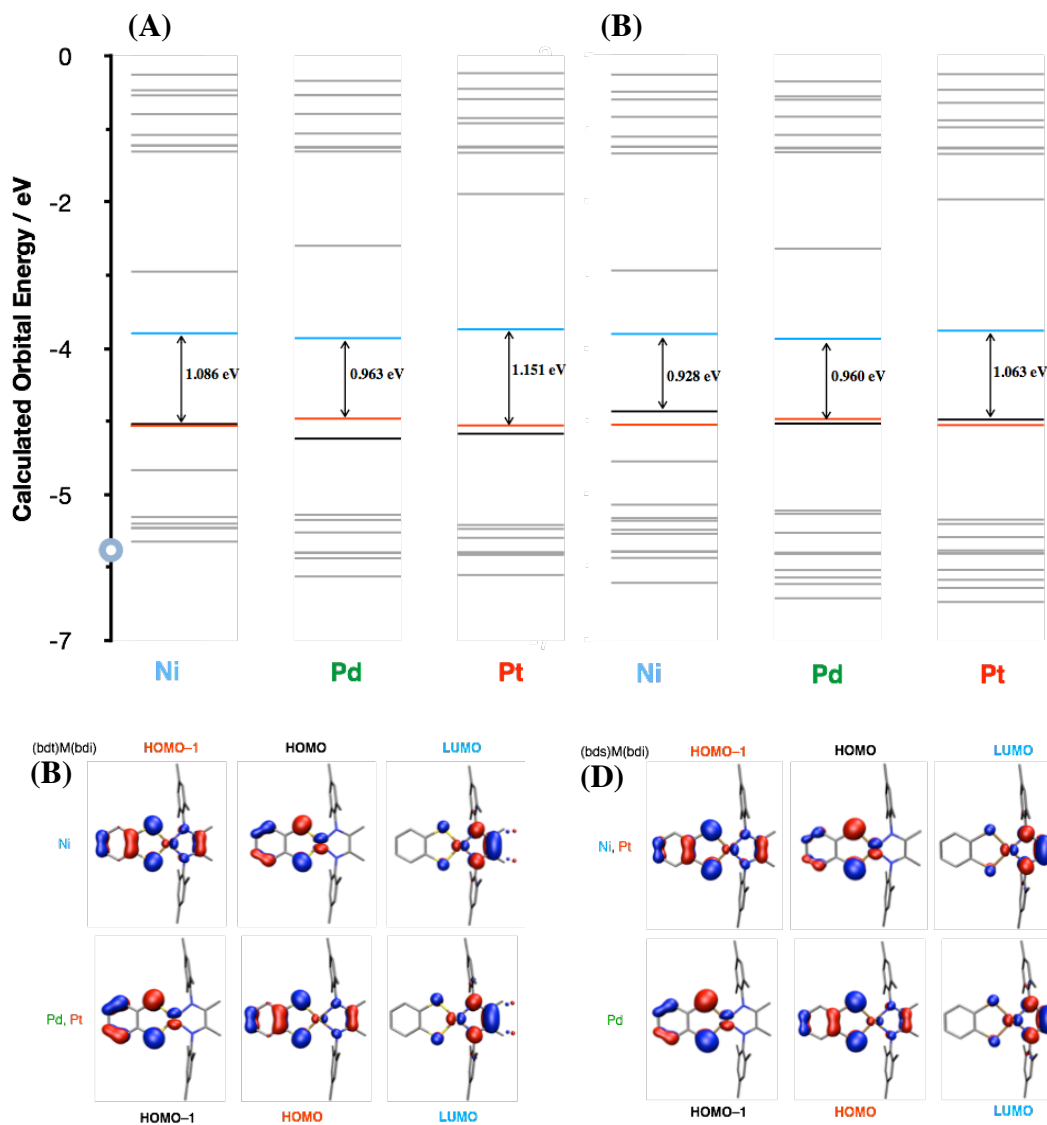 (A) (B)
Calculated Orbital Energy / eV
0
-2
-4
-5
-7
1.086 eV 0.963 eV 1.151 eV 0.928 eV 0.960 eV 1.063 eV
Ni Pd Pt Ni Pd Pt
(bdt)M(bdi) HOMO–1 HOMO LUMO
(B)
Ni
Pd, Pt
HOMO–1 HOMO LUMO
(bds)M(bdi) HOMO–1 HOMO LUMO
(D)
Ni, Pt
Pd
HOMO–1 HOMO LUMO